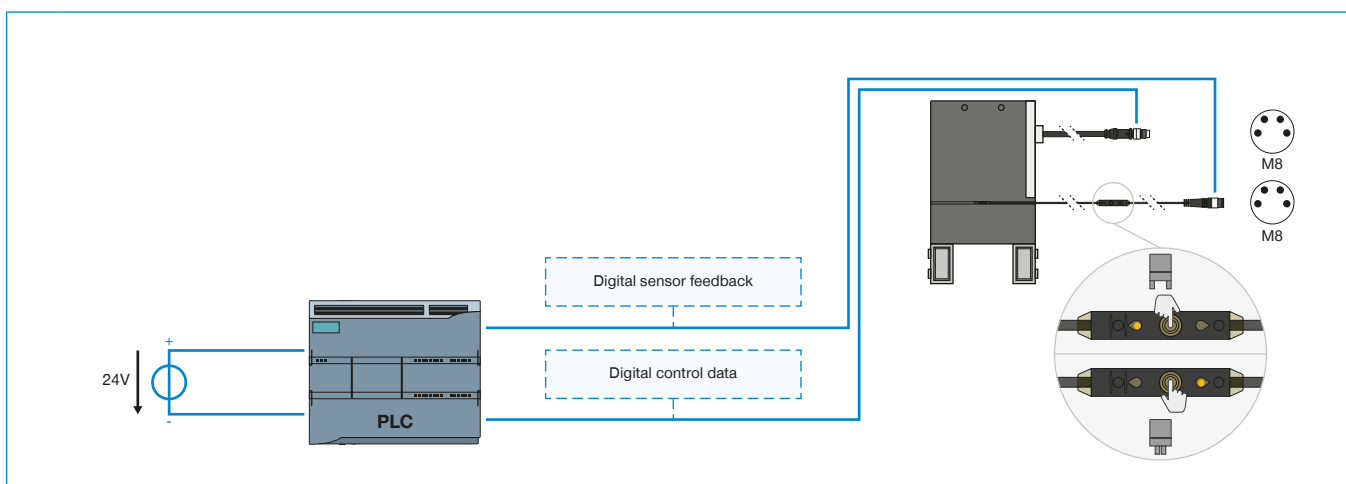 M8
M8
Digital sensor feedback
+
24V
Digital control data
-
PLC